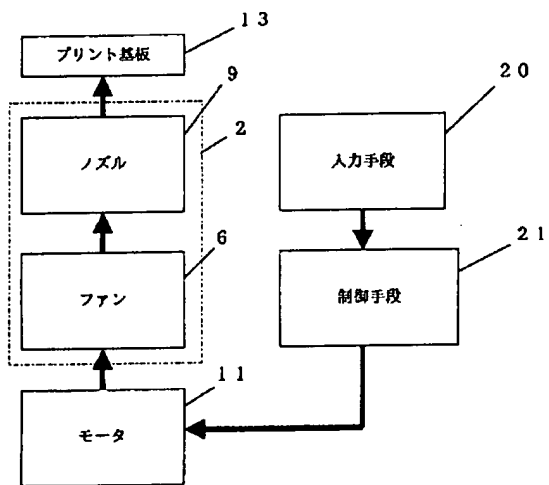 １３
プリント基板
９
２０
２
ノズル
入力手段
６
２１
ファン
制御手段
１１
モータ